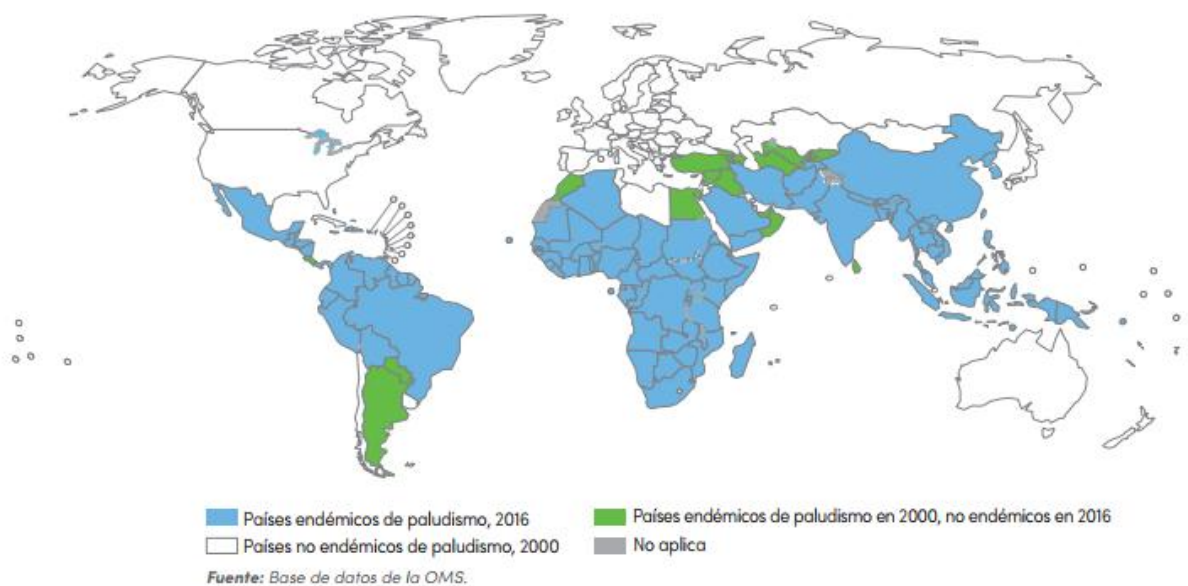 Países endémicos de paludismo, 2016
Países endémicos de paludismo en 2000, no endémicos en 2016
Países no endémicos de paludismo, 2000
No aplica
Fuente: Base de datos de la OMS.